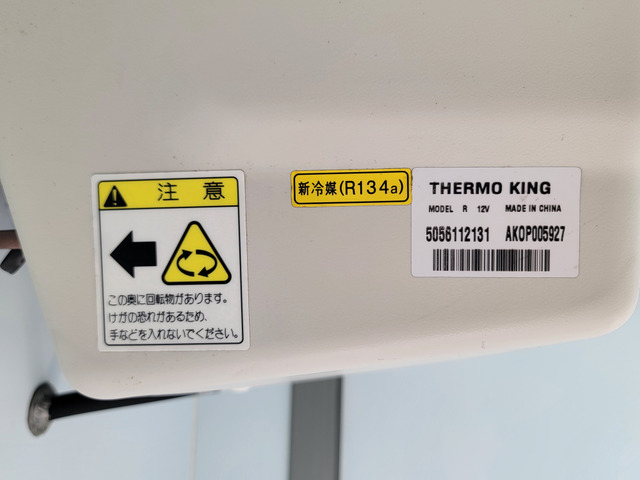 注意
この奥に回転物があります。
けがの恐れがあるため、
手などを入れないでください。
新冷媒(R134a)
THERMO KING
MODEL R 12V MADE IN CHINA
5056112131 AKOP005927